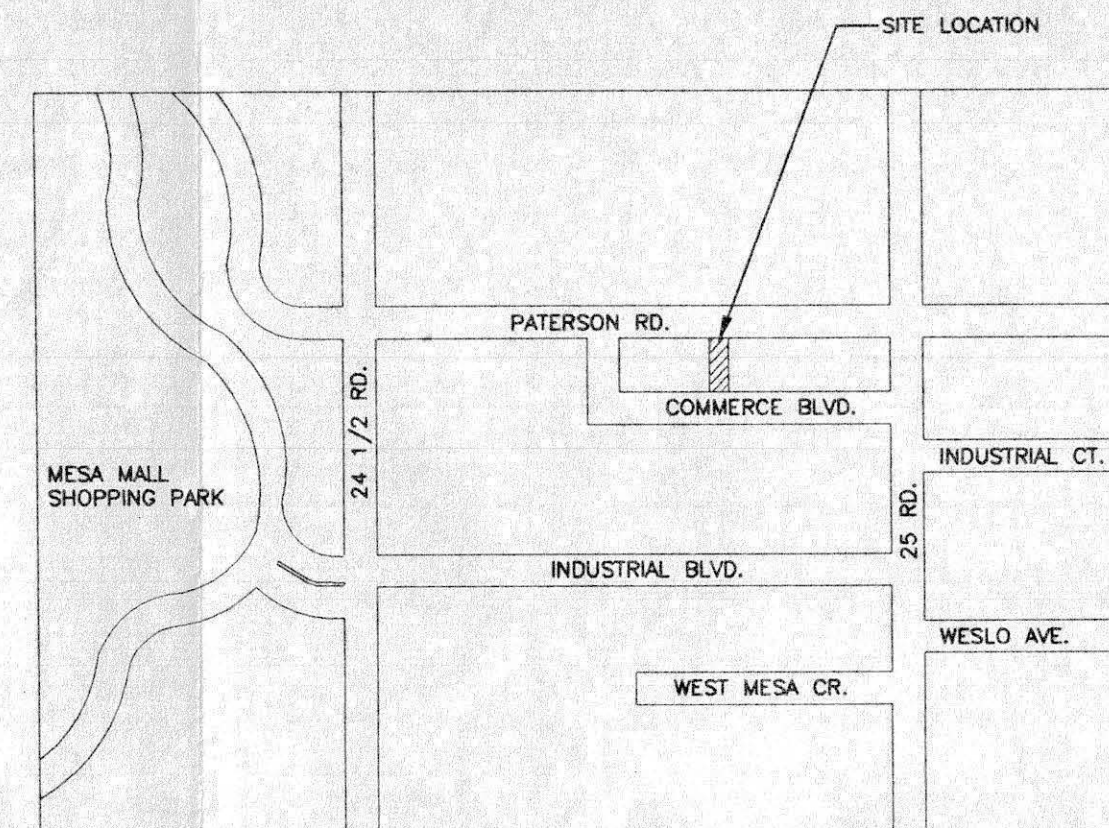 SITE LOCATION
PATERSON RD.
24 1/2 RD.
COMMERCE BLVD.
MESA MALL
SHOPPING PARK
INDUSTRIAL CT.
25 RD.
INDUSTRIAL BLVD.
WESLO AVE.
WEST MESA CR.